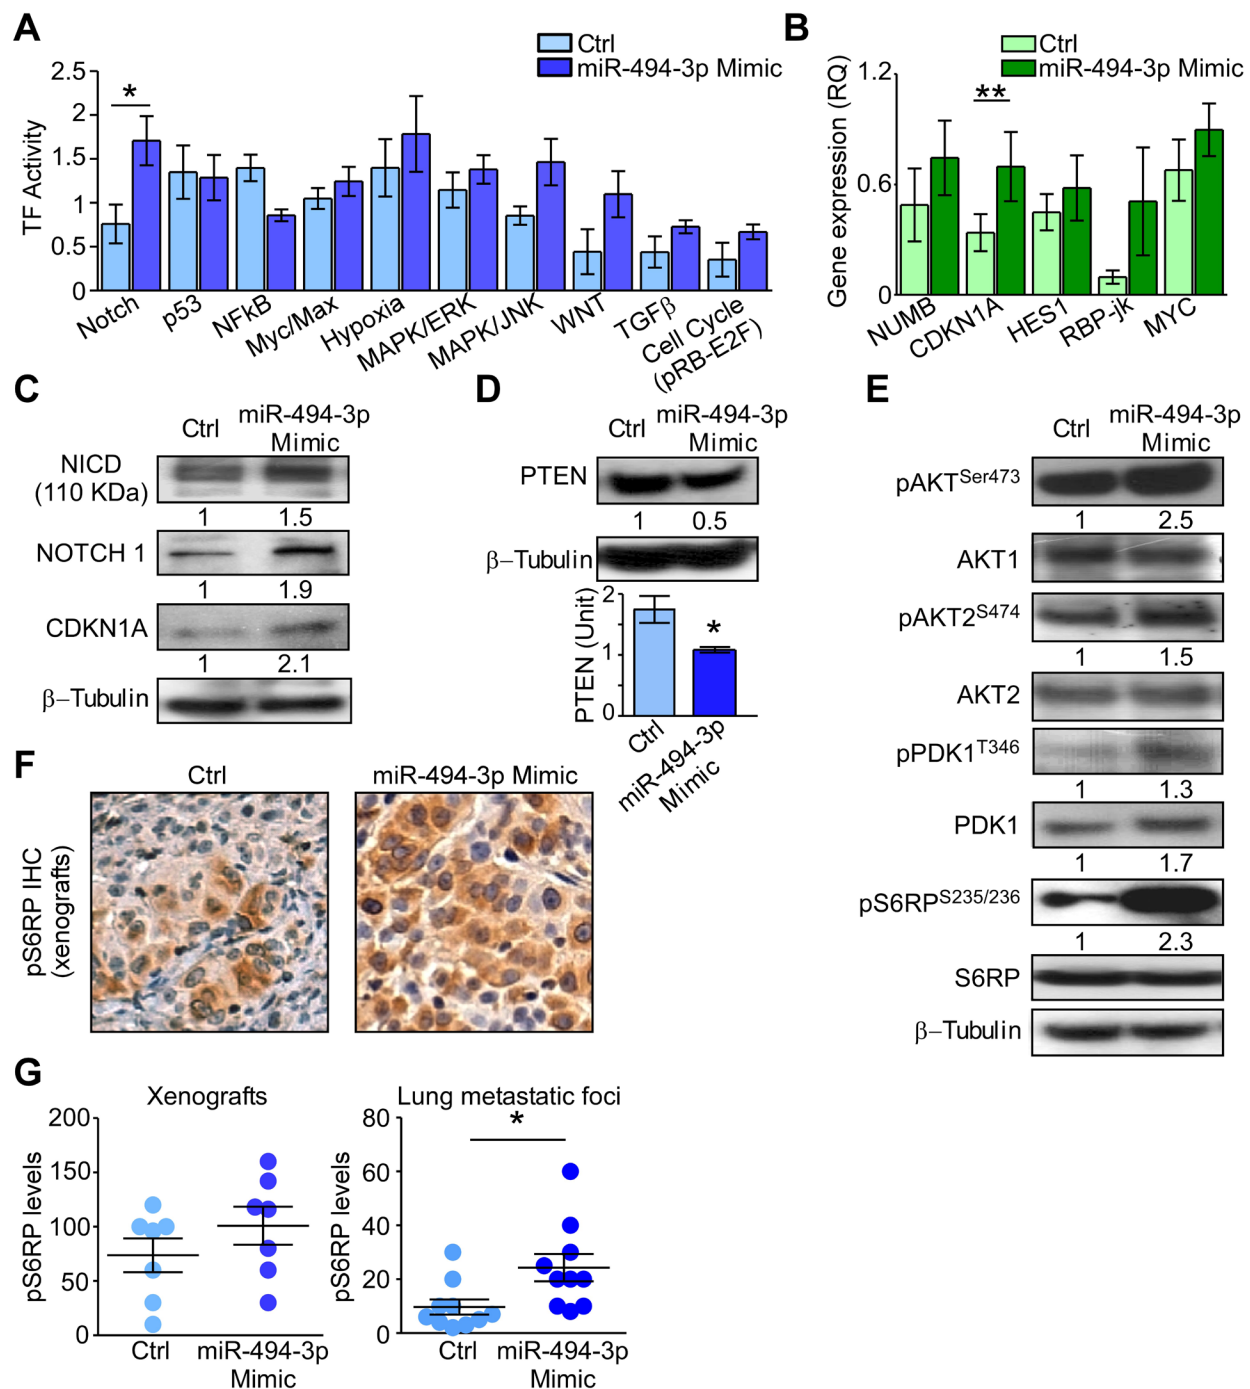 A
Ctrl
miR-494-3p Mimic
TF Activity
2.5
2
1.5
1
0.5
0
*
Notch
p53
NFkB
Myc/Max
Hypoxia
MAPK/ERK
MAPK/JNK
WNT
TGFβ
Cell Cycle
(pRB-E2F)
B
Ctrl
miR-494-3p Mimic
Gene expression (RQ)
1.2
0.6
0
**
NUMB
CDKN1A
HES1
RBP-jk
MYC
C
Ctrl
miR-494-3p
Mimic
NICD
(110 KDa)
1 1.5
NOTCH 1
1 1.9
CDKN1A
1 2.1
β–Tubulin
D
Ctrl
miR-494-3p
Mimic
PTEN
1 0.5
β–Tubulin
PTEN (Unit)
2
1
0
*
Ctrl
miR-494-3p
Mimic
E
Ctrl
miR-494-3p
Mimic
pAKTSer473
1 2.5
AKT1
pAKT2S474
1 1.5
AKT2
pPDK1T346
1 1.3
PDK1
1 1.7
pS6RPS235/236
1 2.3
S6RP
β–Tubulin
F
Ctrl
miR-494-3p Mimic
pS6RP IHC
(xenografts)
G
Xenografts
pS6RP levels
200
150
100
50
0
Ctrl
miR-494-3p
Mimic
Lung metastatic foci
pS6RP levels
80
60
40
20
0
*
Ctrl
miR-494-3p
Mimic